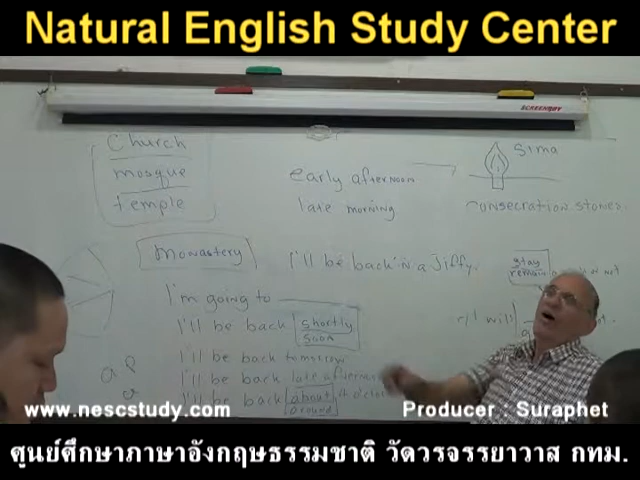 Natural English Study Center
SCREENBOY
Church
mosque
temple
early afternoon
late morning
Sima
consecration stones
Monastery
I'll be back in a Jiffy.
stay
remain
not
I'm going to
I'll be back shortly
soon
I will
I'll be back tomorrow
I'll be back late afternoon
I'll be back about
around
www.nescstudy.com
Producer : Suraphet
ศูนย์ศึกษาภาษาอังกฤษธรรมชาติ วัดวรจรรยาวาส กทม.